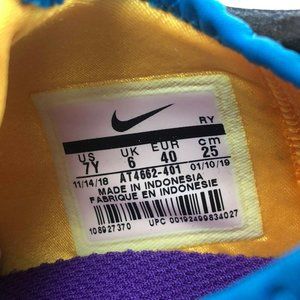 RY
US UK EUR cm
7Y 6 40 25
11/14/18 AT4662-401 01/10/19
MADE IN INDONESIA
FABRIQUE EN INDONÉSIE
108927370 UPC 00192499834027